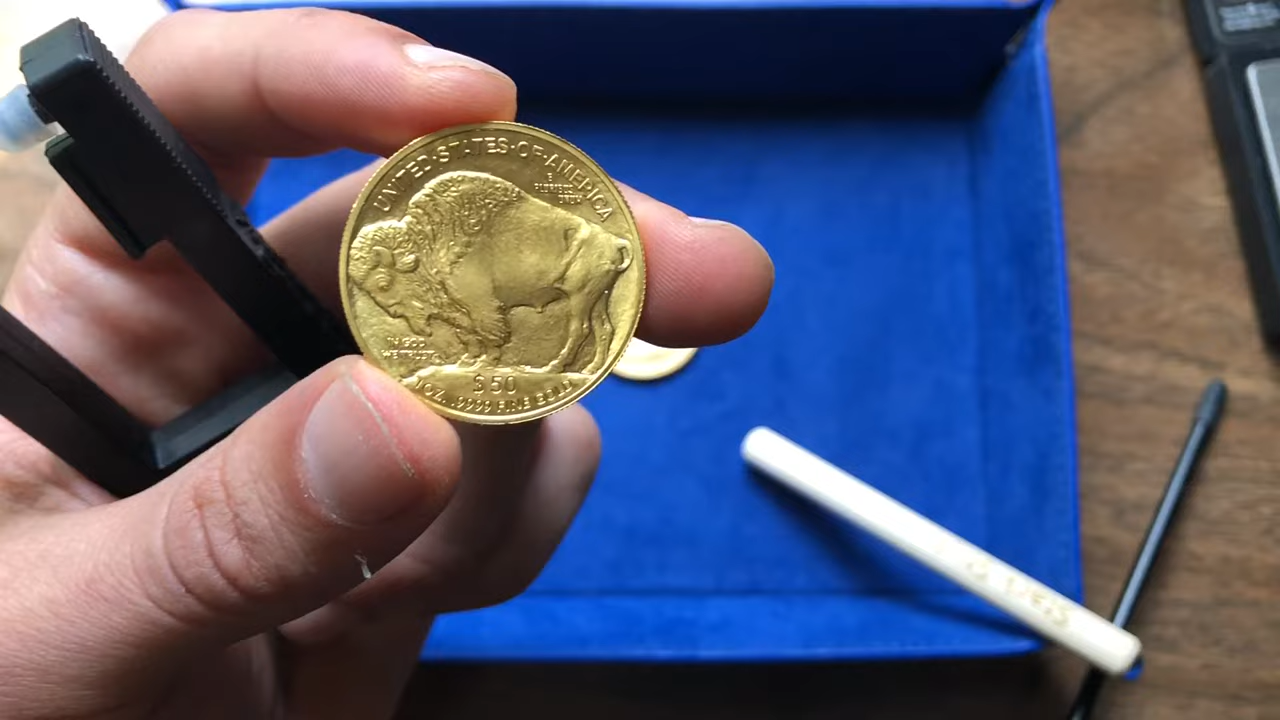 UNITED·STATES·OF·AMERICA
E
PLURIBUS
UNUM
IN GOD
WE TRUST
$50
1 OZ. .9999 FINE GOLD